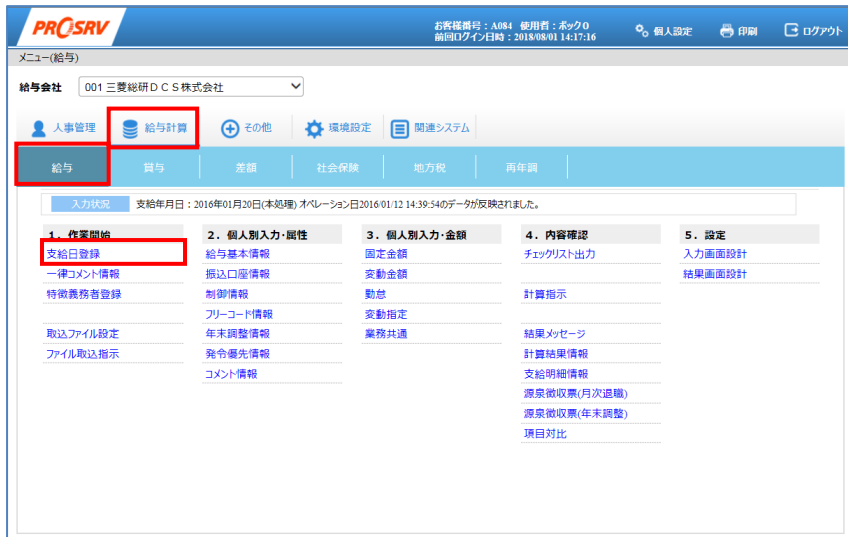 PROSRV
お客様番号：A084 使用者：ボック0
前回ログイン日時：2018/08/01 14:17:16
個人設定 印刷 ログアウト
メニュー(給与)
給与会社 001 三菱総研ＤＣＳ株式会社
人事管理 給与計算 その他 環境設定 関連システム
給与 賞与 差額 社会保険 地方税 再年調
入力状況 支給年月日：2016年01月20日(本処理) オペレーション日2016/01/12 14:39:54のデータが反映されました。
1．作業開始 2．個人別入力・属性 3．個人別入力・金額 4．内容確認 5．設定
支給日登録 給与基本情報 固定金額 チェックリスト出力 入力画面設計
一律コメント情報 振込口座情報 変動金額 結果画面設計
特徴義務者登録 制御情報 勤怠 計算指示
フリーコード情報 変動指定
取込ファイル設定 年末調整情報 業務共通 結果メッセージ
ファイル取込指示 発令優先情報 計算結果情報
コメント情報 支給明細情報
源泉徴収票(月次退職)
源泉徴収票(年末調整)
項目対比